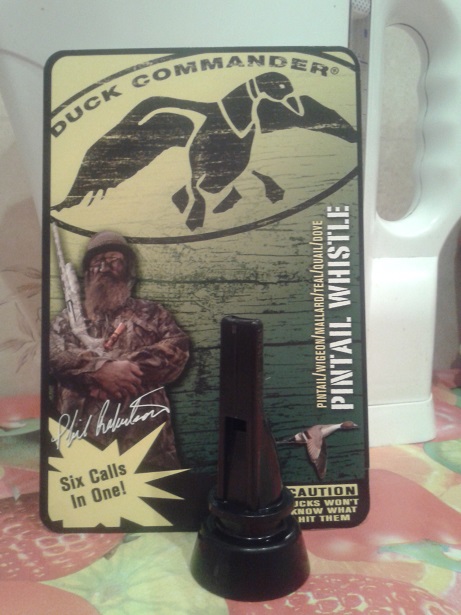 DUCK COMMANDER®
PINTAIL/WIGEON/MALLARD/TEAL/QUAIL/DOVE
PINTAIL WHISTLE
Phil Robertson
Six Calls
In One!
CAUTION
DUCKS WON'T
KNOW WHAT
HIT THEM